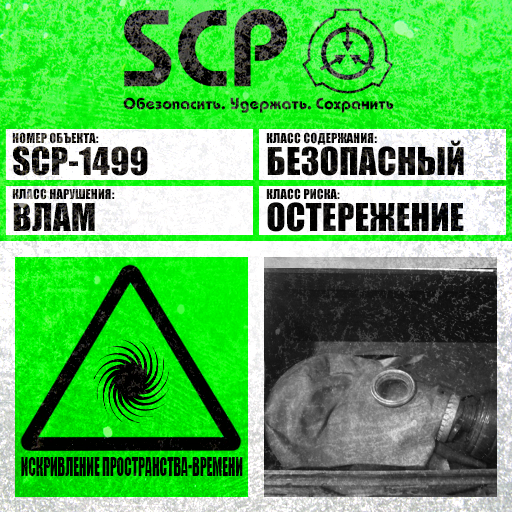 SCP
Обезопасить. Удержать. Сохранить
НОМЕР ОБЪЕКТА:
SCP-1499
КЛАСС СОДЕРЖАНИЯ:
БЕЗОПАСНЫЙ
КЛАСС НАРУШЕНИЯ:
ВЛАМ
КЛАСС РИСКА:
ОСТЕРЕЖЕНИЕ
ИСКРИВЛЕНИЕ ПРОСТРАНСТВА-ВРЕМЕНИ